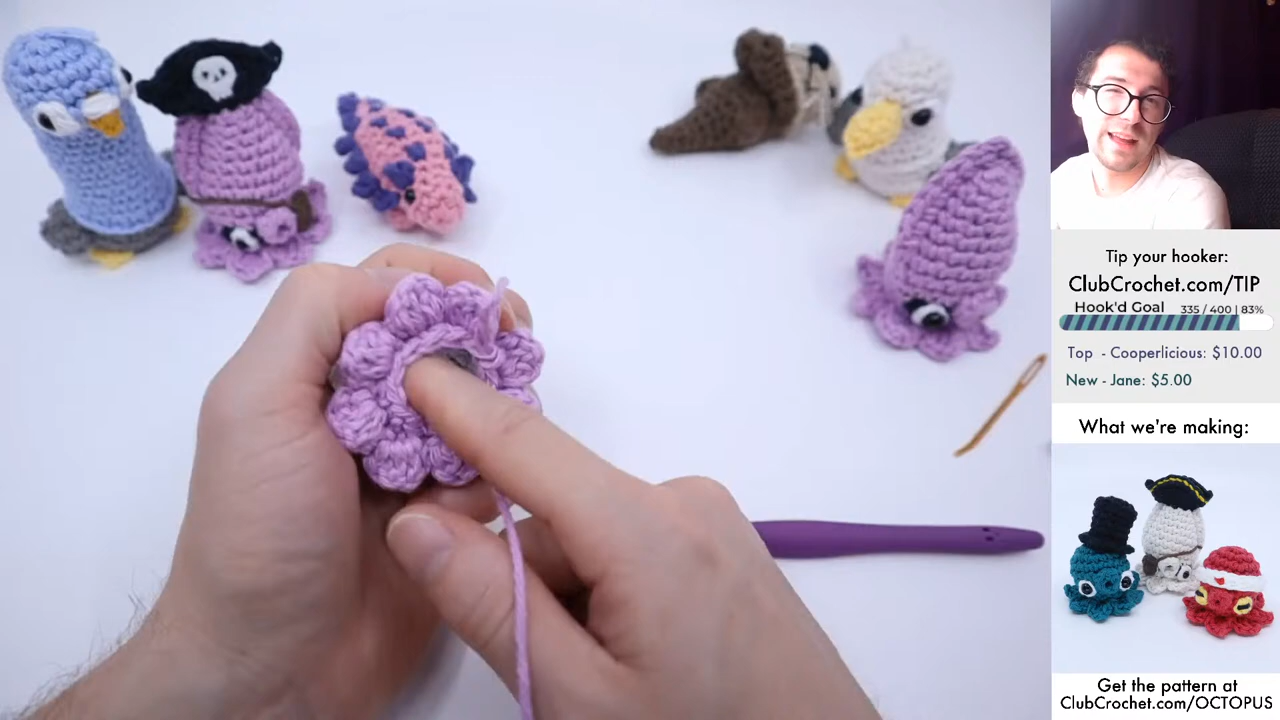 Tip your hooker:
ClubCrochet.com/TIP
Hook'd Goal 335 / 400 | 83%
Top - Cooperlicious: $10.00
New - Jane: $5.00
What we're making:
Get the pattern at
ClubCrochet.com/OCTOPUS